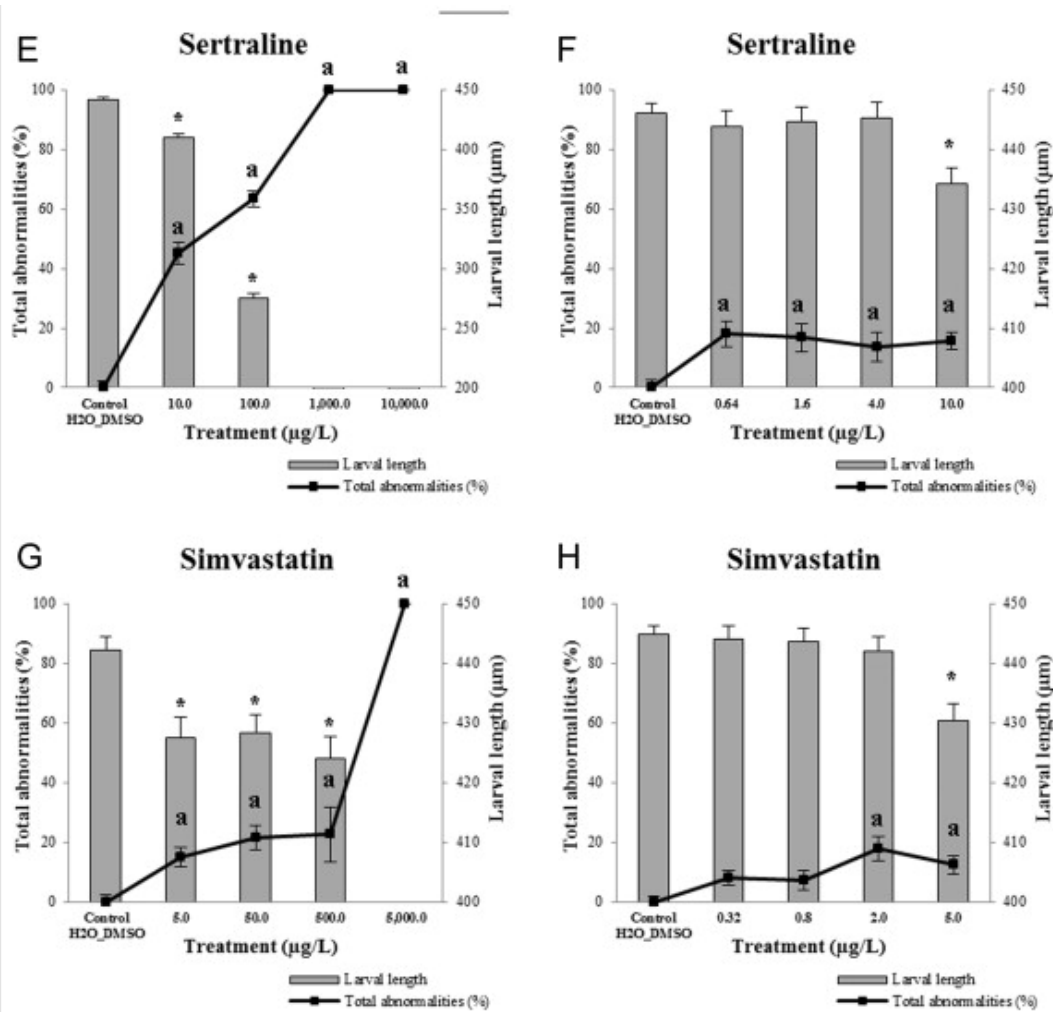 E
Sertraline
a
a
100
450
*
80
400
a
Total abnormalities (%)
60
350
Larval length (µm)
a
40
300
*
20
250
0
200
Control H2O_DMSO
10.0
100.0
1,000.0
10,000.0
Treatment (µg/L)
Larval length
Total abnormalities (%)
F
Sertraline
100
450
80
*
440
Total abnormalities (%)
60
430
Larval length (µm)
40
420
a
a
a
a
20
410
0
400
Control H2O_DMSO
0.64
1.6
4.0
10.0
Treatment (µg/L)
Larval length
Total abnormalities (%)
G
Simvastatin
a
100
450
80
440
*
*
*
Total abnormalities (%)
60
430
Larval length (µm)
40
420
a
a
a
20
410
0
400
Control H2O_DMSO
5.0
50.0
500.0
5,000.0
Treatment (µg/L)
Larval length
Total abnormalities (%)
H
Simvastatin
100
450
80
440
*
Total abnormalities (%)
60
430
Larval length (µm)
40
420
a
a
20
410
0
400
Control H2O_DMSO
0.32
0.8
2.0
5.0
Treatment (µg/L)
Larval length
Total abnormalities (%)